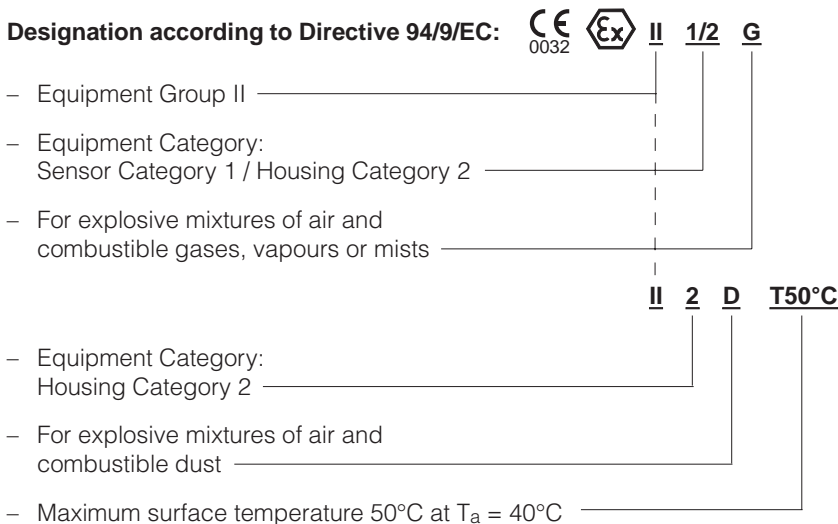 Designation according to Directive 94/9/EC: CE 0032 Ex II 1/2 G
– Equipment Group II
– Equipment Category:
Sensor Category 1 / Housing Category 2
– For explosive mixtures of air and
combustible gases, vapours or mists
II 2 D T50°C
– Equipment Category:
Housing Category 2
– For explosive mixtures of air and
combustible dust
– Maximum surface temperature 50°C at Ta = 40°C